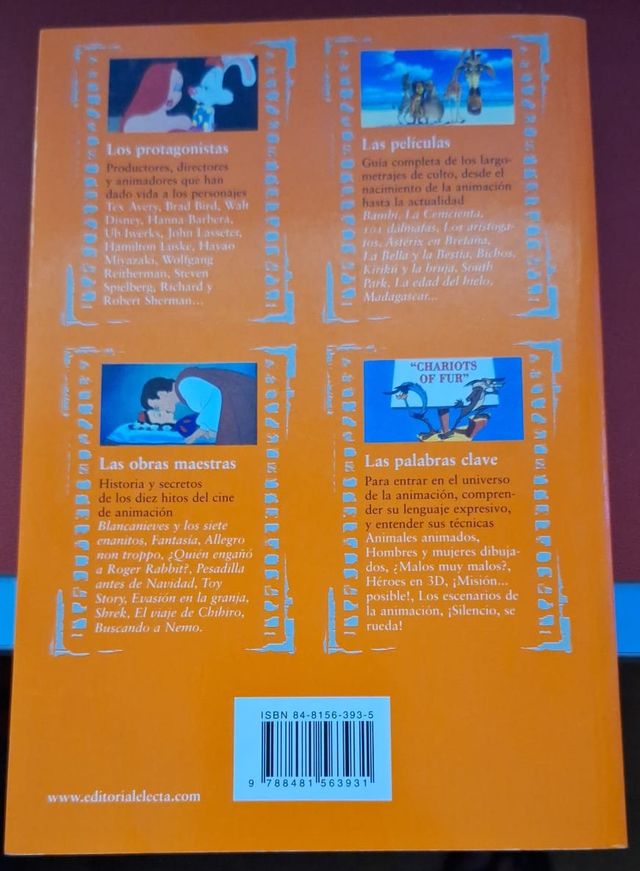 Los protagonistas
Productores, directores
y animadores que han
dado vida a los personajes
Tex Avery, Brad Bird, Walt
Disney, Hanna-Barbera,
Ub Iwerks, John Lasseter,
Hamilton Luske, Hayao
Miyazaki, Wolfgang
Reitherman, Steven
Spielberg, Richard y
Robert Sherman...
Las películas
Guía completa de los largo-
metrajes de culto, desde el
nacimiento de la animación
hasta la actualidad
Bambi, La Cenicienta,
101 dálmatas, Los aristoga-
tos, Astérix en Bretaña,
La Bella y la Bestia, Bichos,
Kirikú y la bruja, South
Park, La edad del hielo,
Madagascar...
Las obras maestras
Historia y secretos
de los diez hitos del cine
de animación
Blancanieves y los siete
enanitos, Fantasía, Allegro
non troppo, ¿Quién engañó
a Roger Rabbit?, Pesadilla
antes de Navidad, Toy
Story, Evasión en la granja,
Shrek, El viaje de Chihiro,
Buscando a Nemo.
"CHARIOTS
OF FUR"
Las palabras clave
Para entrar en el universo
de la animación, compren-
der su lenguaje expresivo,
y entender sus técnicas
Animales animados,
Hombres y mujeres dibuja-
dos, ¿Malos muy malos?,
Héroes en 3D, ¡Misión...
posible!, Los escenarios de
la animación, ¡Silencio, se
rueda!
ISBN 84-8156-393-5
9 788481 563931
www.editorialelecta.com